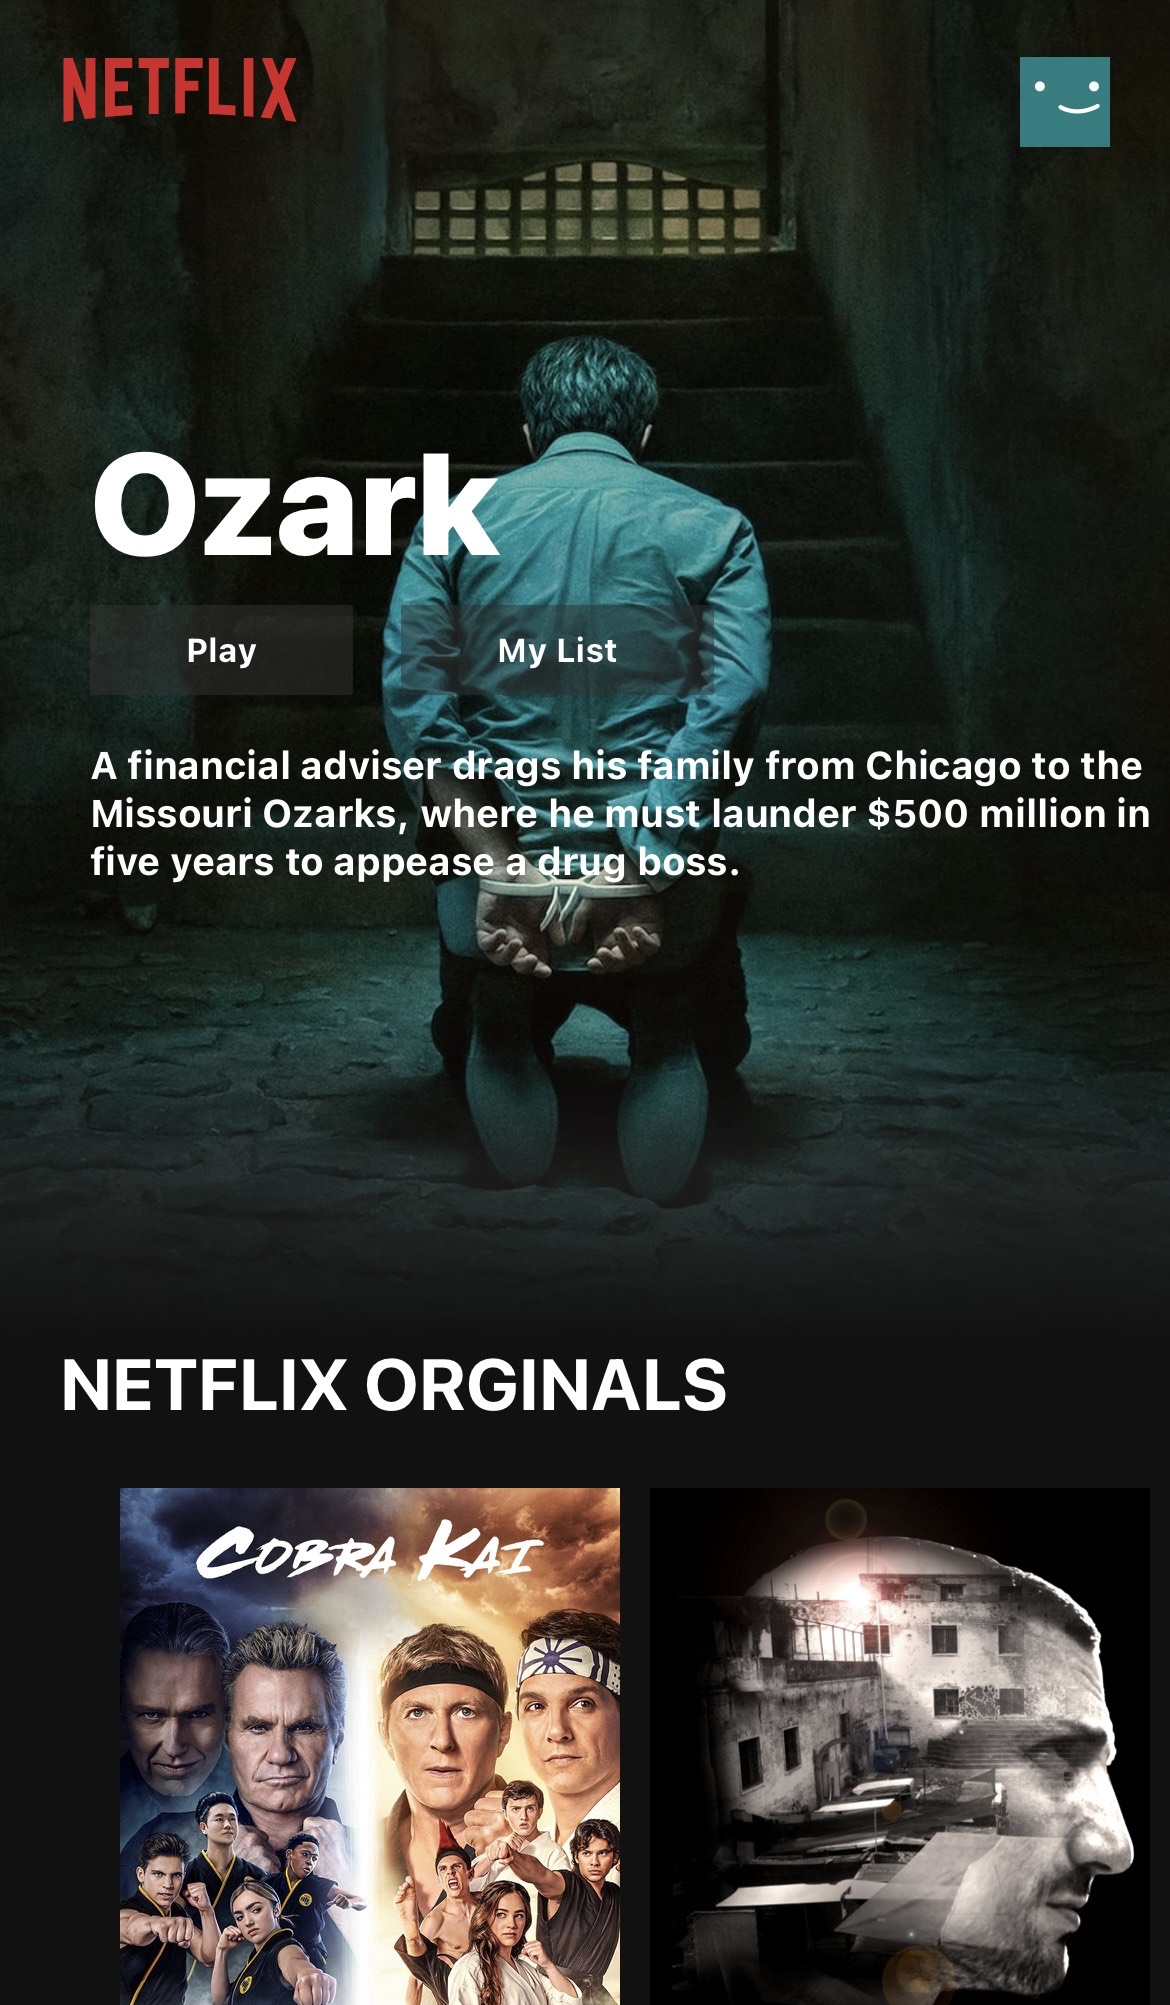 NETFLIX
Ozark
Play
My List
A financial adviser drags his family from Chicago to the
Missouri Ozarks, where he must launder $500 million in
five years to appease a drug boss.
NETFLIX ORGINALS
COBRA KAI